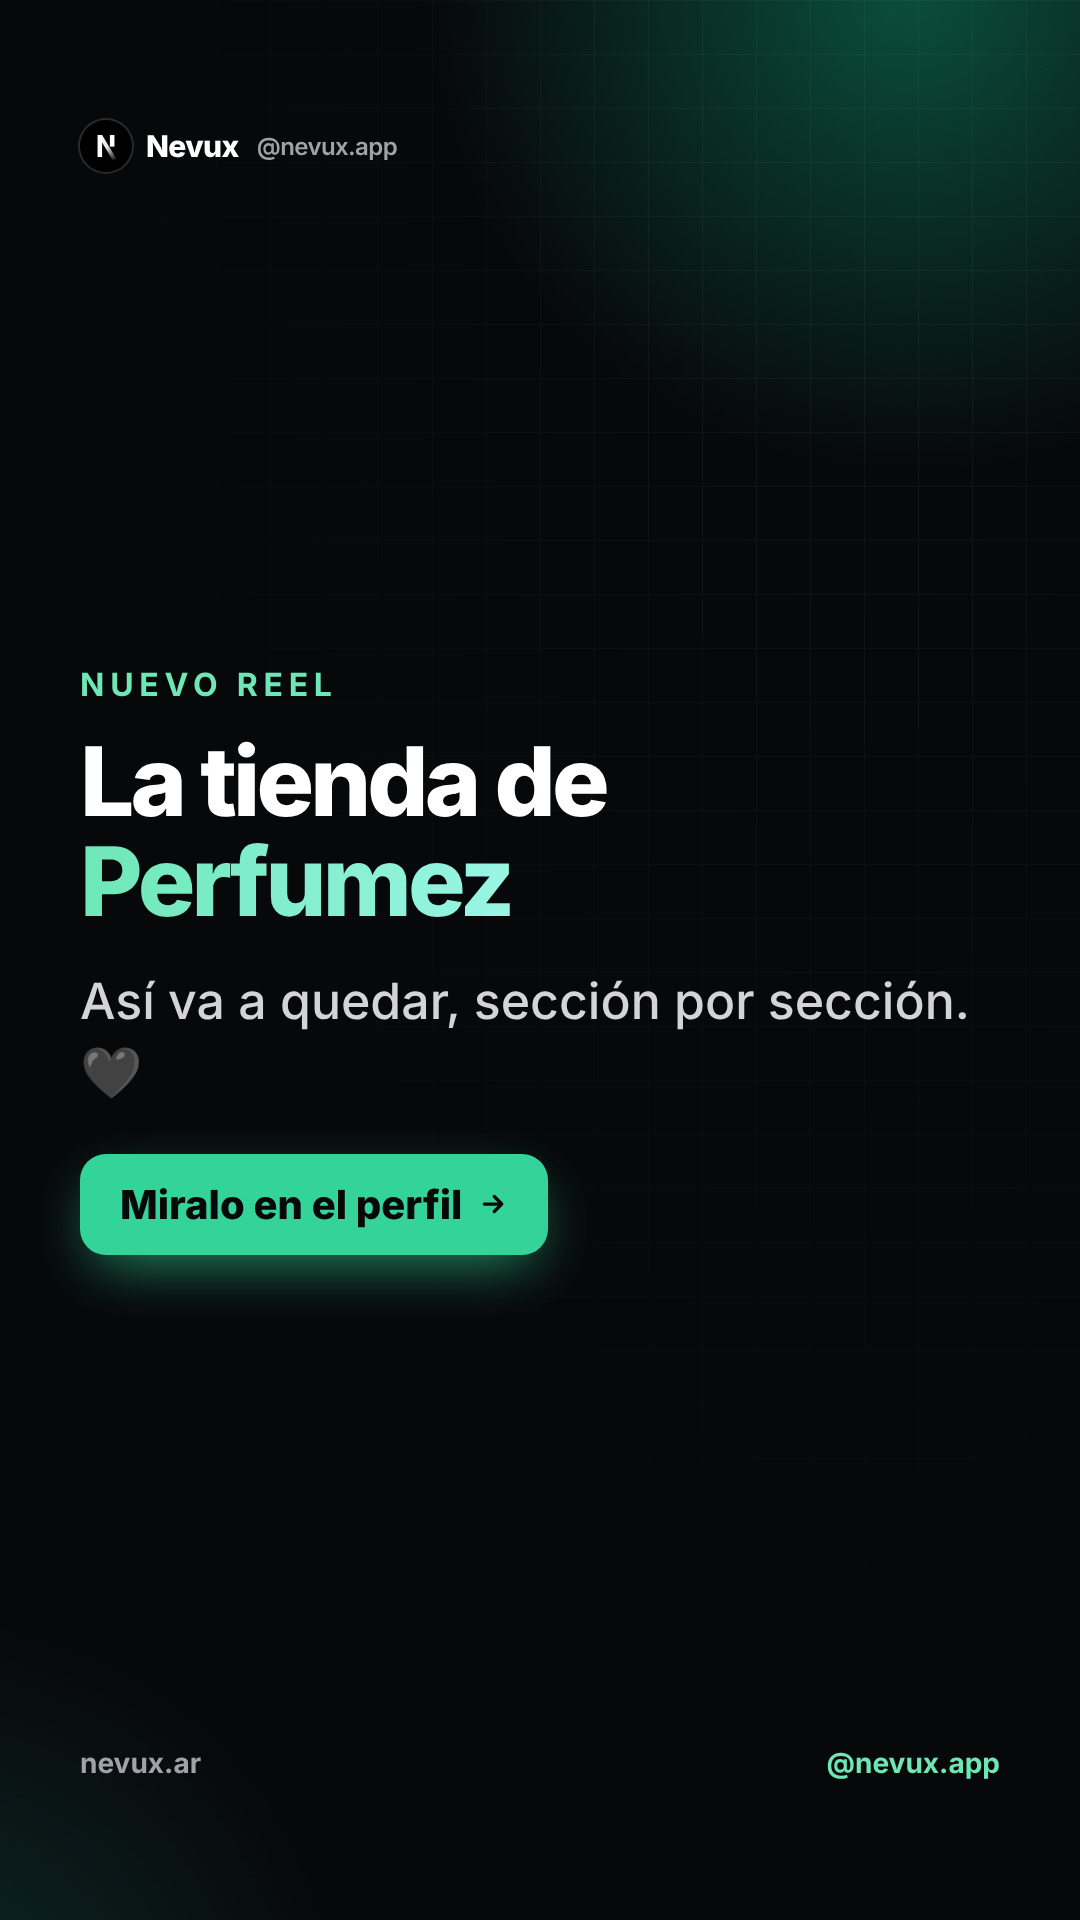 N Nevux @nevux.app
NUEVO REEL
La tienda de
Perfumez
Así va a quedar, sección por sección.
🖤
Miralo en el perfil →
nevux.ar @nevux.app